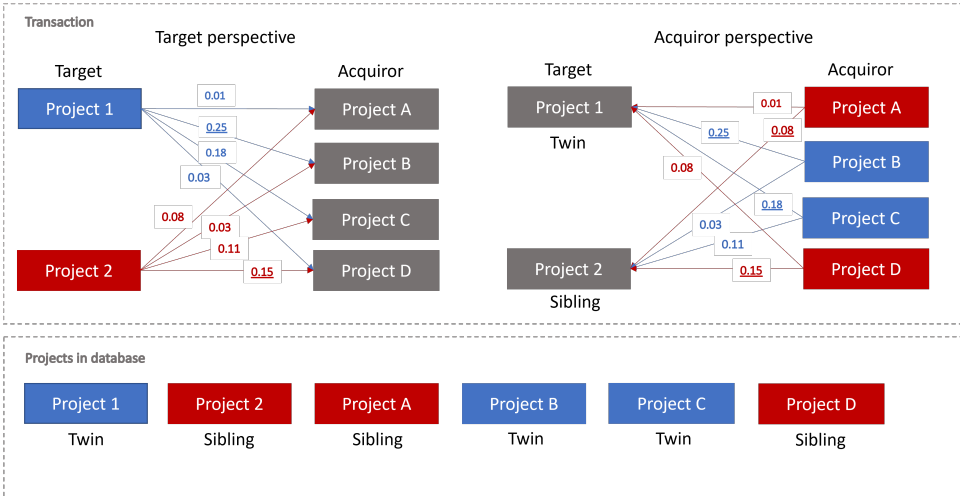 Transaction
Target perspective
Acquiror perspective
Target
Acquiror
Project 1
Project A
Project B
Project C
Project 2
Project D
0.01
0.25
0.18
0.03
0.08
0.03
0.11
0.15
Target
Acquiror
Project 1
Twin
Project A
Project B
Project C
Project 2
Sibling
Project D
0.01
0.08
0.25
0.08
0.18
0.03
0.11
0.15
Projects in database
Project 1
Project 2
Project A
Project B
Project C
Project D
Twin
Sibling
Sibling
Twin
Twin
Sibling